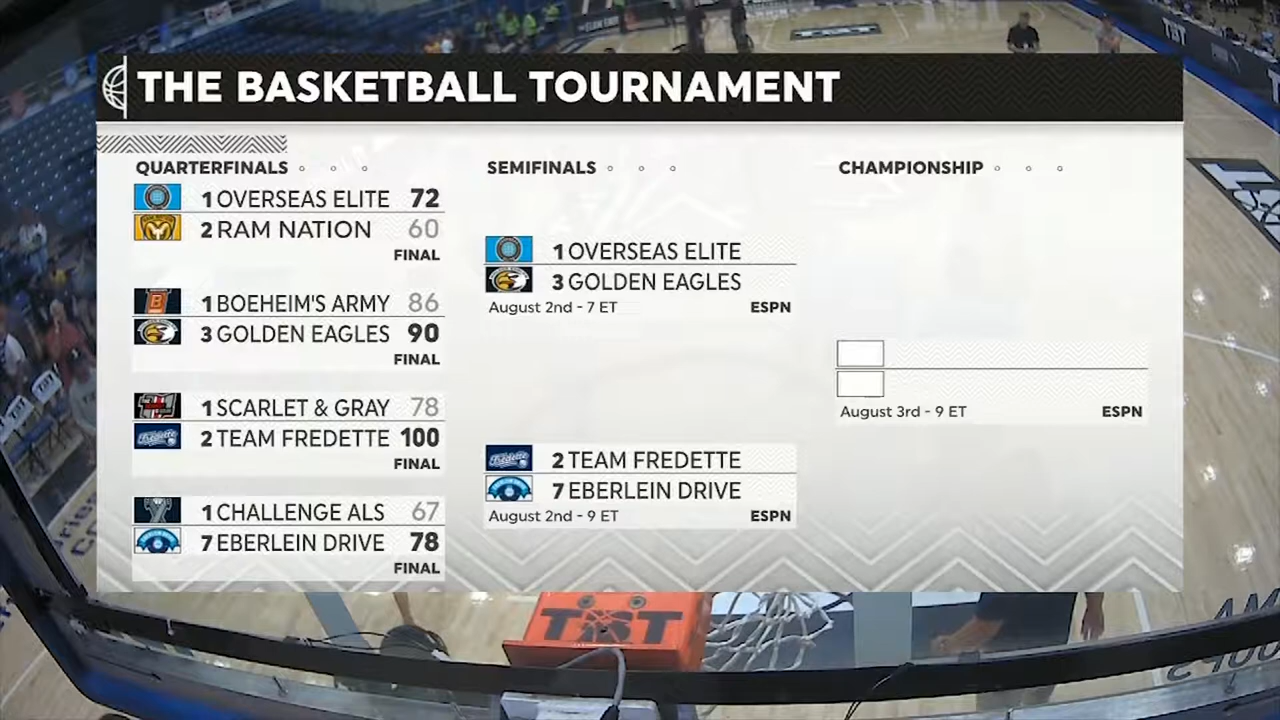 THE BASKETBALL TOURNAMENT
QUARTERFINALS
1 OVERSEAS ELITE 72
2 RAM NATION 60
FINAL
1 BOEHEIM'S ARMY 86
3 GOLDEN EAGLES 90
FINAL
1 SCARLET & GRAY 78
2 TEAM FREDETTE 100
FINAL
1 CHALLENGE ALS 67
7 EBERLEIN DRIVE 78
FINAL
SEMIFINALS
1 OVERSEAS ELITE
3 GOLDEN EAGLES
August 2nd - 7 ET ESPN
2 TEAM FREDETTE
7 EBERLEIN DRIVE
August 2nd - 9 ET ESPN
CHAMPIONSHIP
August 3rd - 9 ET ESPN
TBT